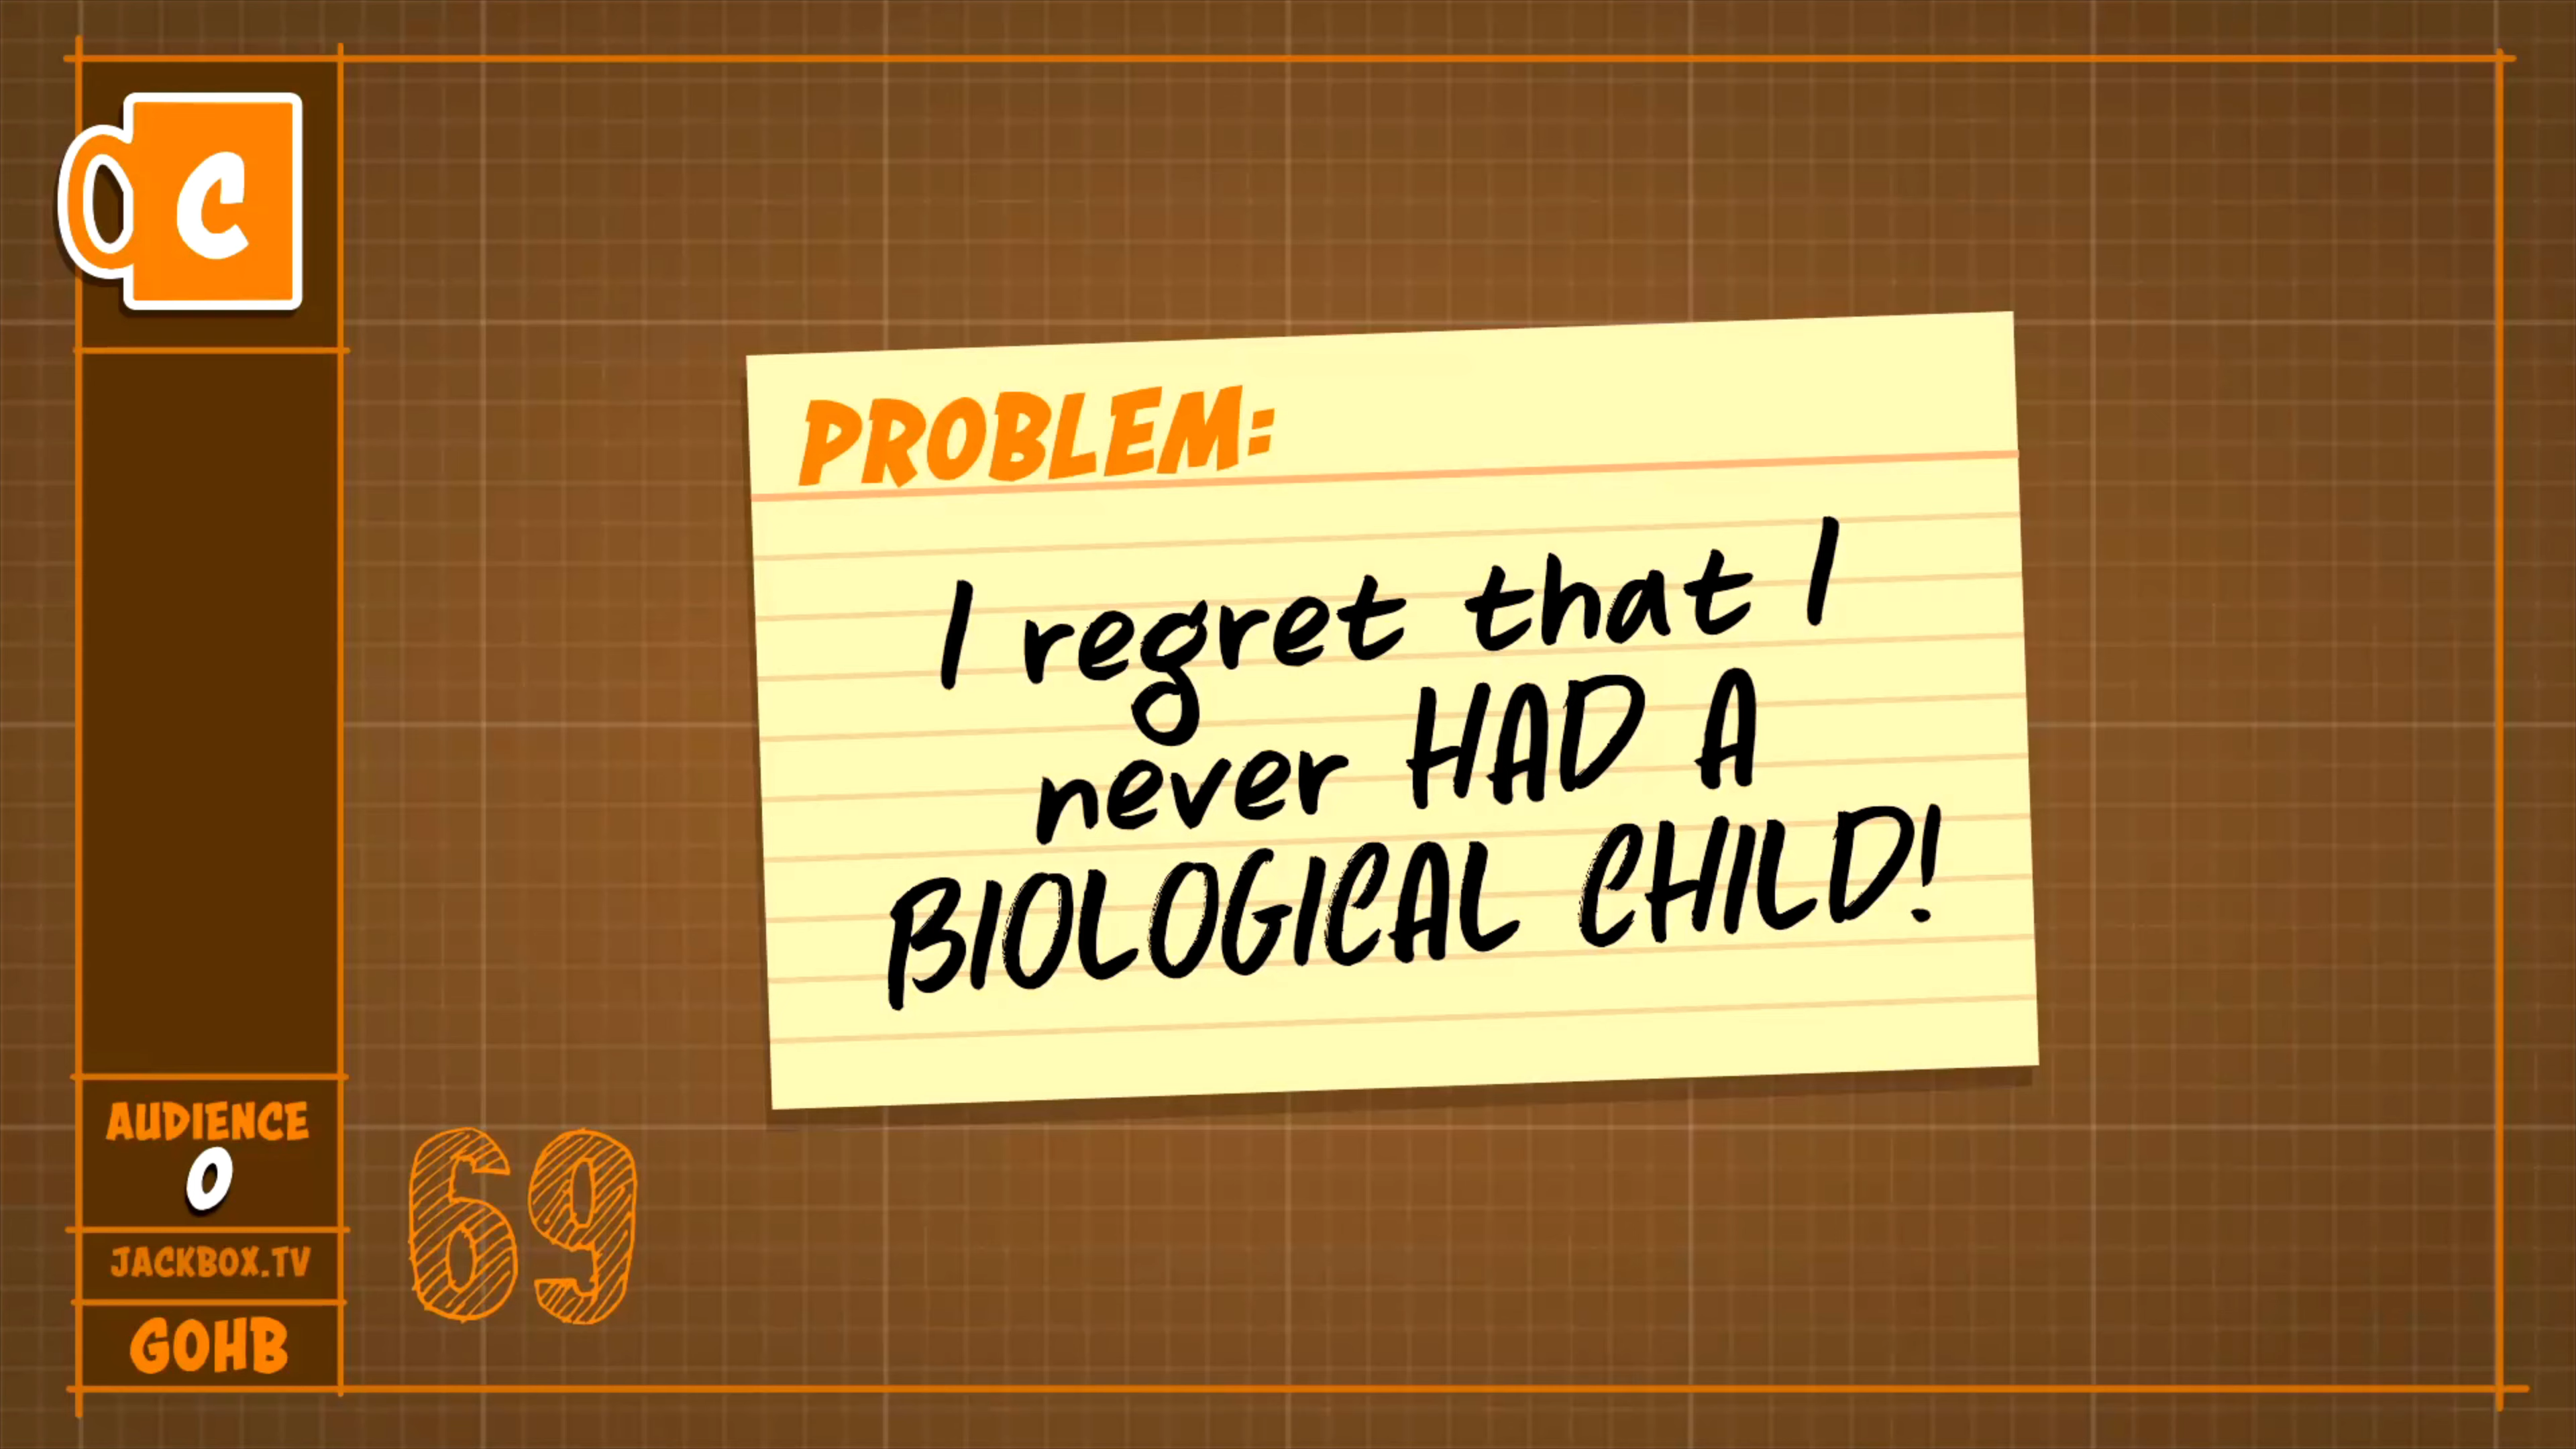 C
PROBLEM:
I regret that I
never HAD A
BIOLOGICAL CHILD!
AUDIENCE
0
JACKBOX.TV
GOHB
69